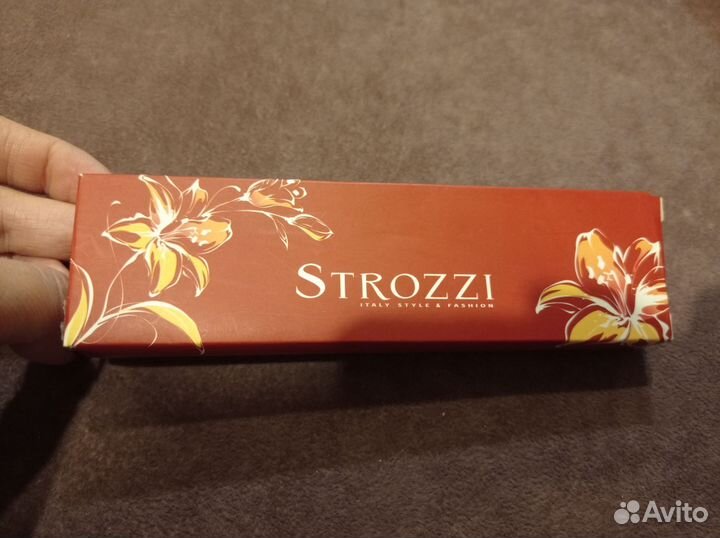 STROZZI
ITALY STYLE & FASHION
Avito